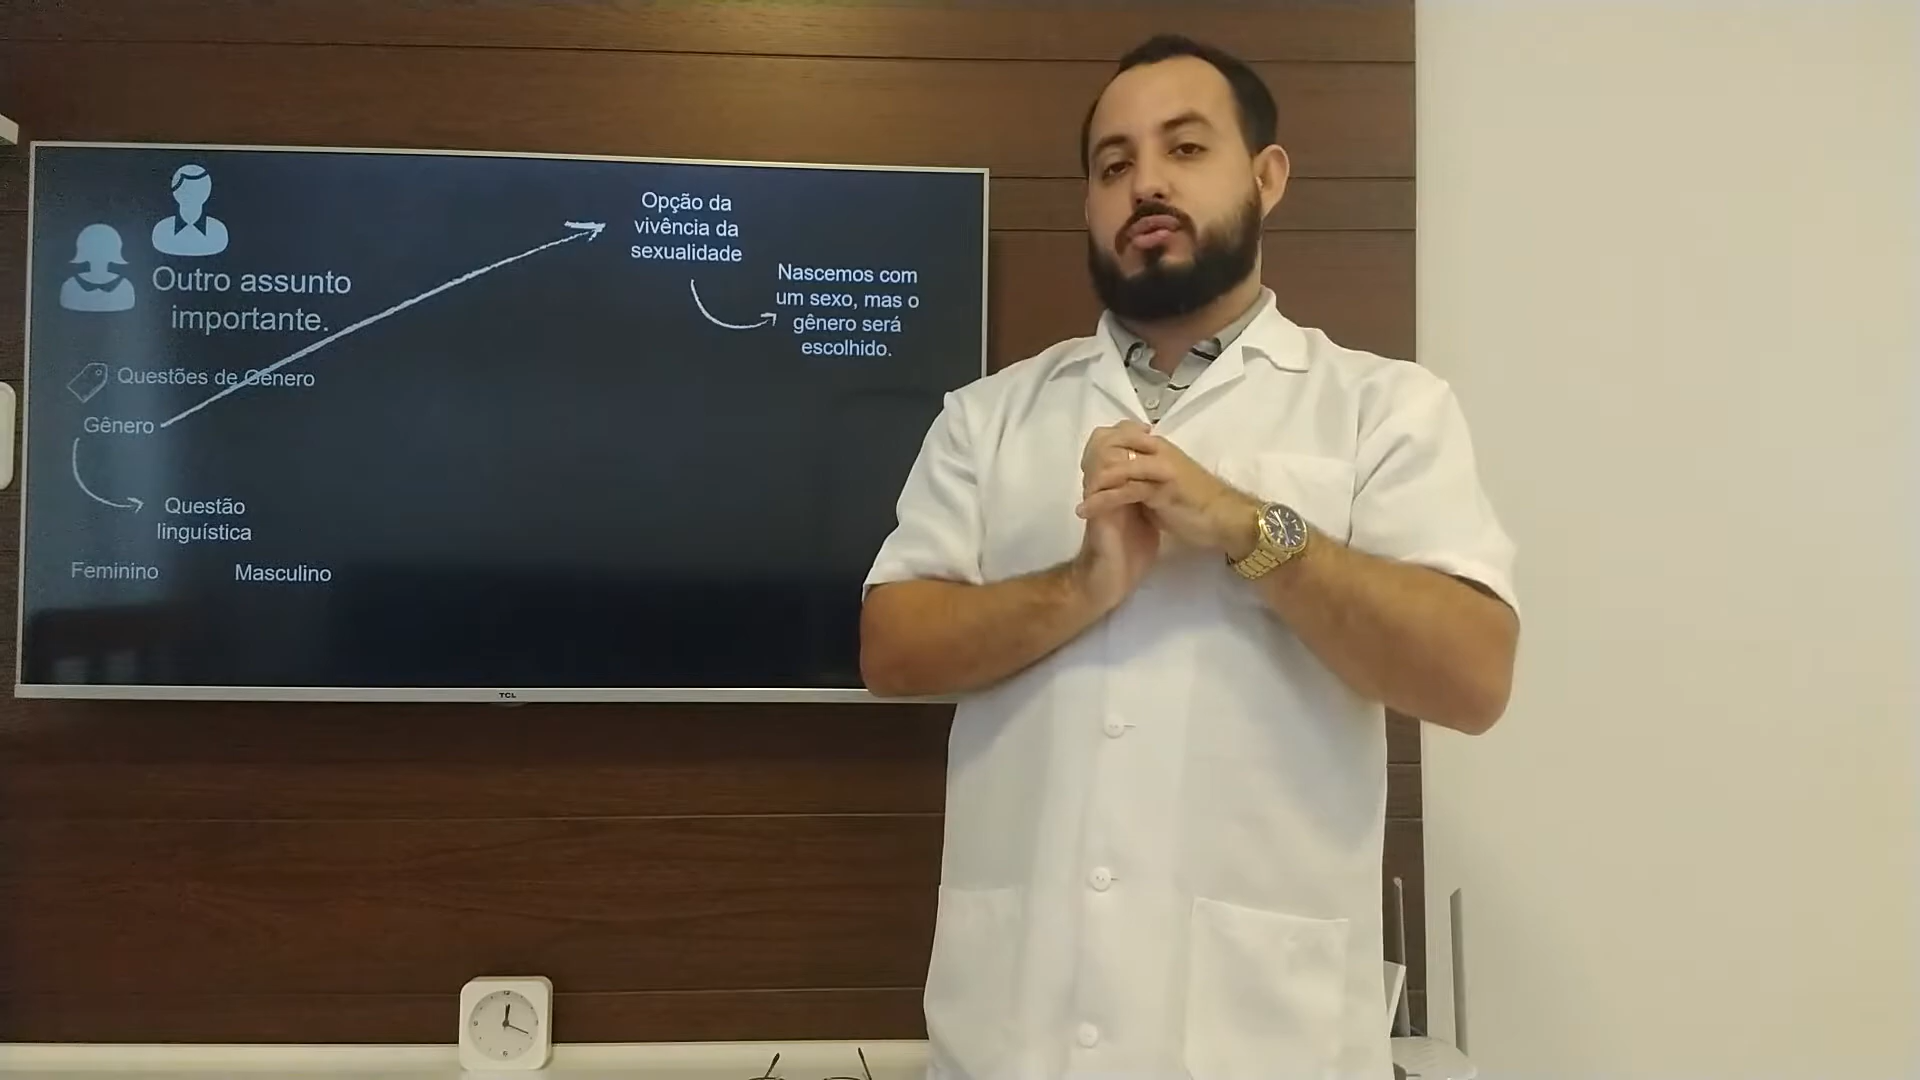 Outro assunto
importante.
Questões de Gênero
Gênero
Questão
linguística
Feminino Masculino
Opção da
vivência da
sexualidade
Nascemos com
um sexo, mas o
gênero será
escolhido.
TCL